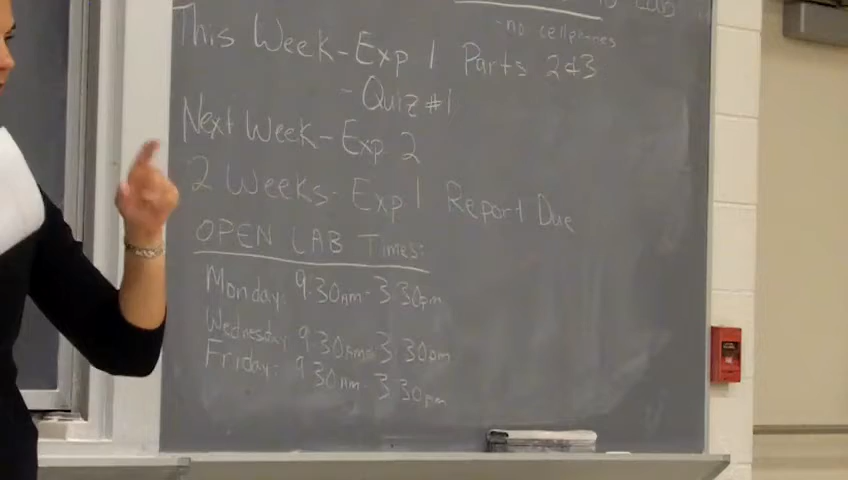 -no cellphones
This Week-Exp 1 Parts 2&3
- Quiz #1
Next Week-Exp 2
2 Weeks- Exp 1 Report Due
OPEN LAB Times:
Monday: 9:30am-3:30pm
Wednesday 9:30am-3:30pm
Friday: 9:30am-3:30pm